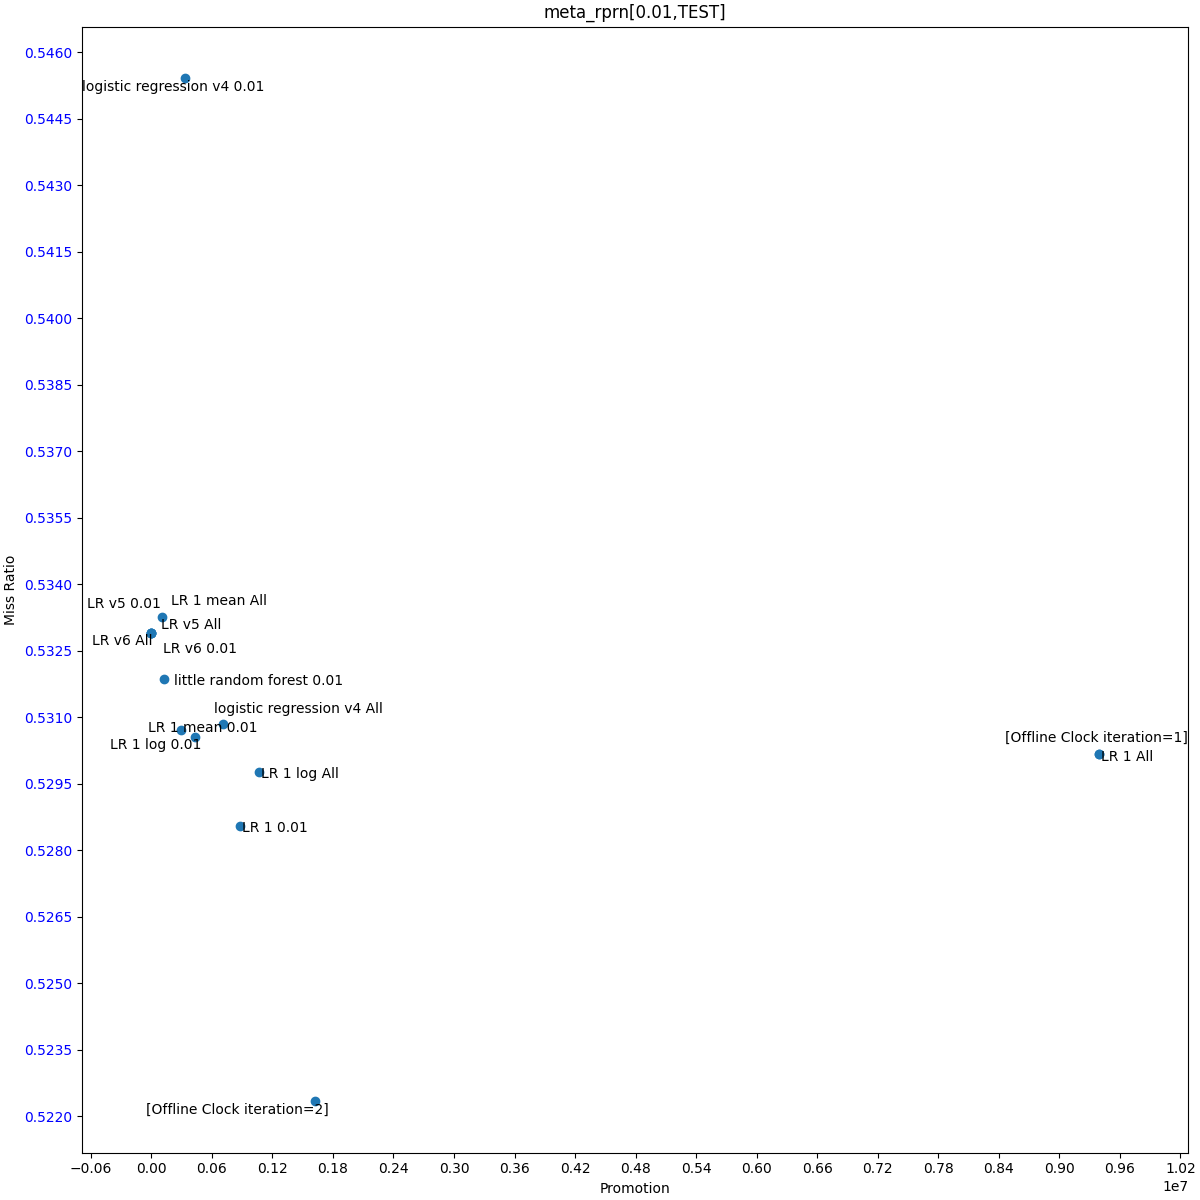 meta_rprn[0.01,TEST]
0.5460
logistic regression v4 0.01
0.5445
0.5430
0.5415
0.5400
0.5385
0.5370
0.5355
Miss Ratio
0.5340
LR v5 0.01
LR 1 mean All
LR v5 All
LR v6 All
LR v6 0.01
0.5325
little random forest 0.01
logistic regression v4 All
0.5310
LR 1 mean 0.01
LR 1 log 0.01
[Offline Clock iteration=1]
LR 1 All
LR 1 log All
0.5295
LR 1 0.01
0.5280
0.5265
0.5250
0.5235
[Offline Clock iteration=2]
0.5220
−0.06 0.00 0.06 0.12 0.18 0.24 0.30 0.36 0.42 0.48 0.54 0.60 0.66 0.72 0.78 0.84 0.90 0.96 1.02
1e7
Promotion